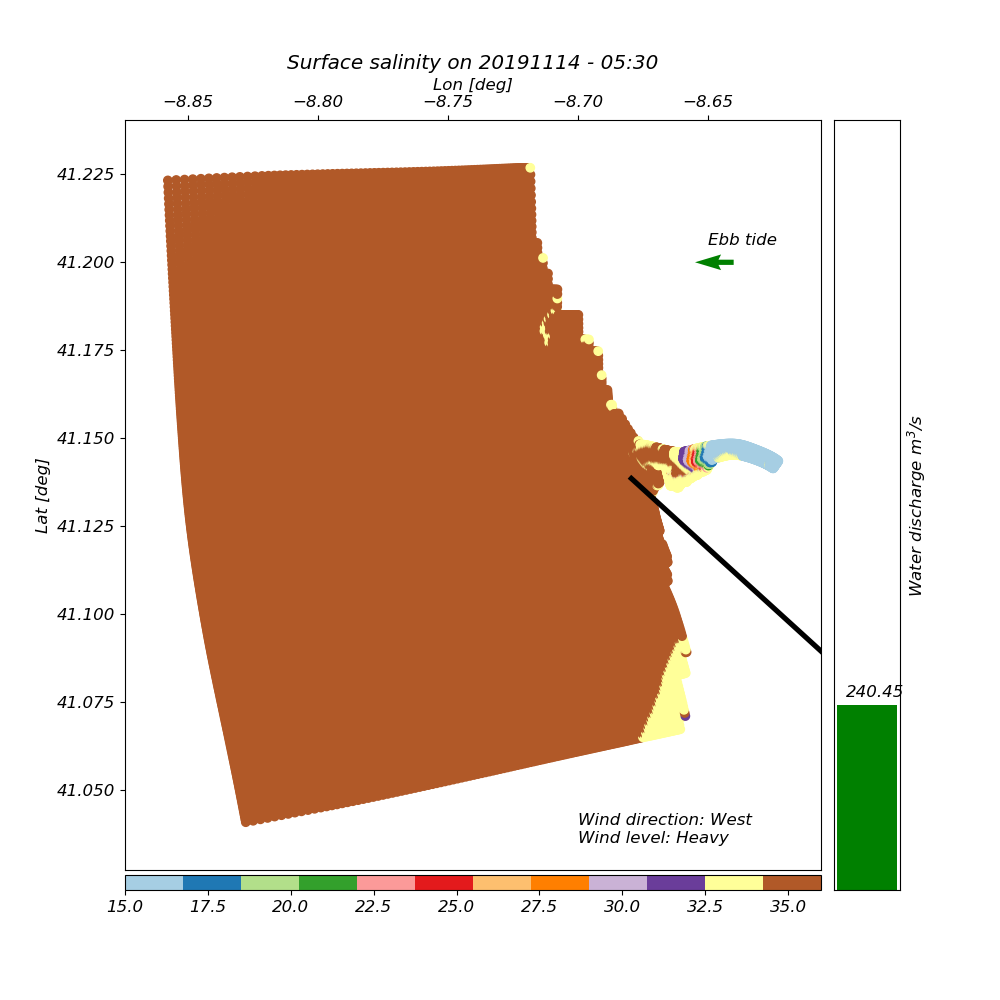 Surface salinity on 20191114 - 05:30
Lon [deg]
−8.85 −8.80 −8.75 −8.70 −8.65
41.225
41.200
41.175
41.150
41.125
41.100
41.075
41.050
Lat [deg]
Ebb tide
Wind direction: West
Wind level: Heavy
15.0 17.5 20.0 22.5 25.0 27.5 30.0 32.5 35.0
240.45
Water discharge m³/s